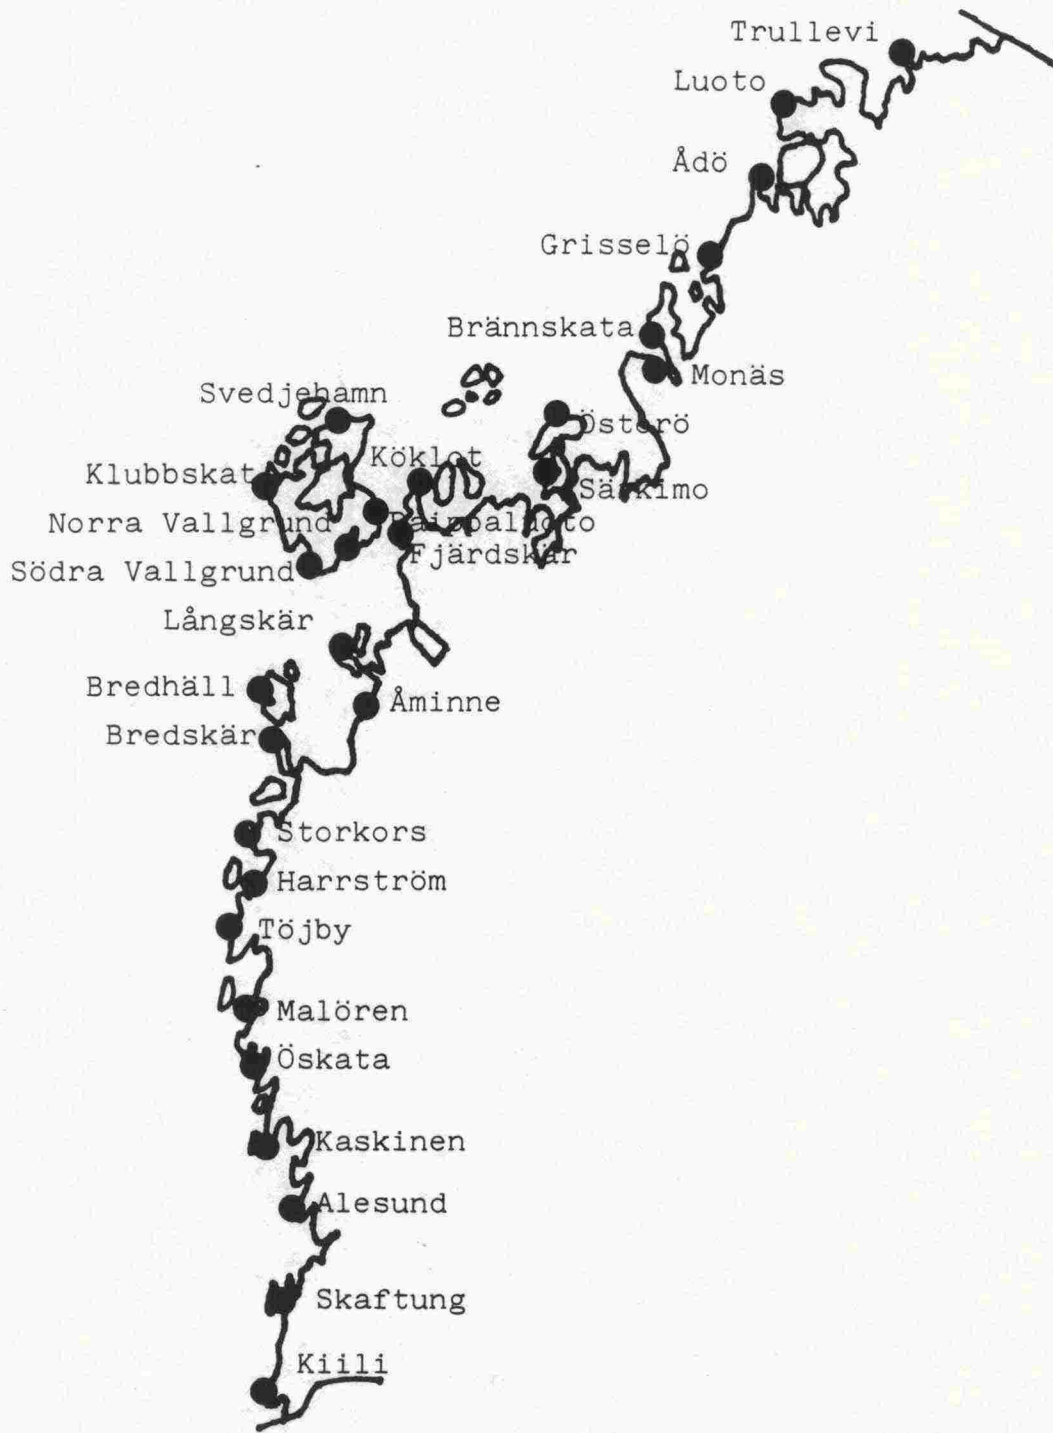 Trullevi
Luoto
Ådö
Grisselö
Brännskata
Monäs
Svedjehamn
Österö
Köklot
Klubbskat
Särkimo
Norra Vallgrund
Raippaluoto
Fjärdskär
Södra Vallgrund
Långskär
Bredhäll
Åminne
Bredskär
Storkors
Harrström
Töjby
Malören
Öskata
Kaskinen
Alesund
Skaftung
Kiili